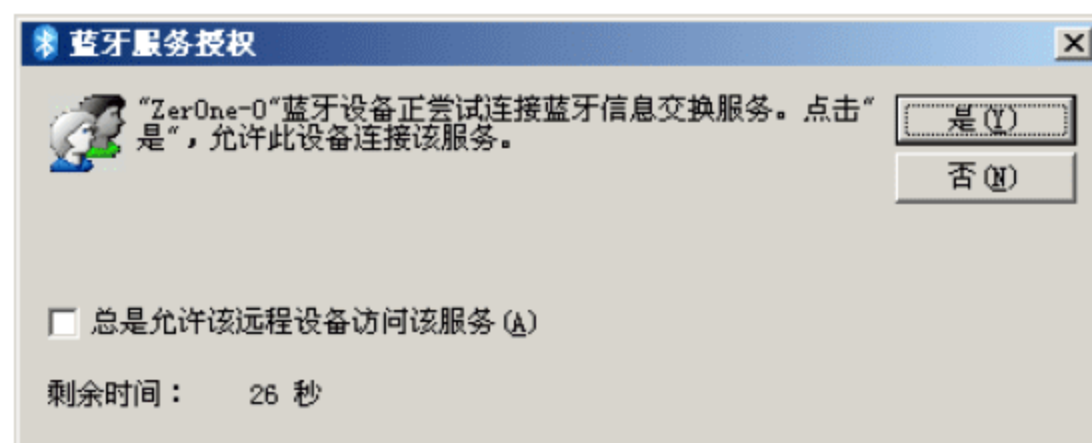 蓝牙服务授权
"ZerOne-0"蓝牙设备正尝试连接蓝牙信息交换服务。点击"
是", 允许此设备连接该服务。
是(Y)
否(N)
总是允许该远程设备访问该服务(A)
剩余时间： 26 秒